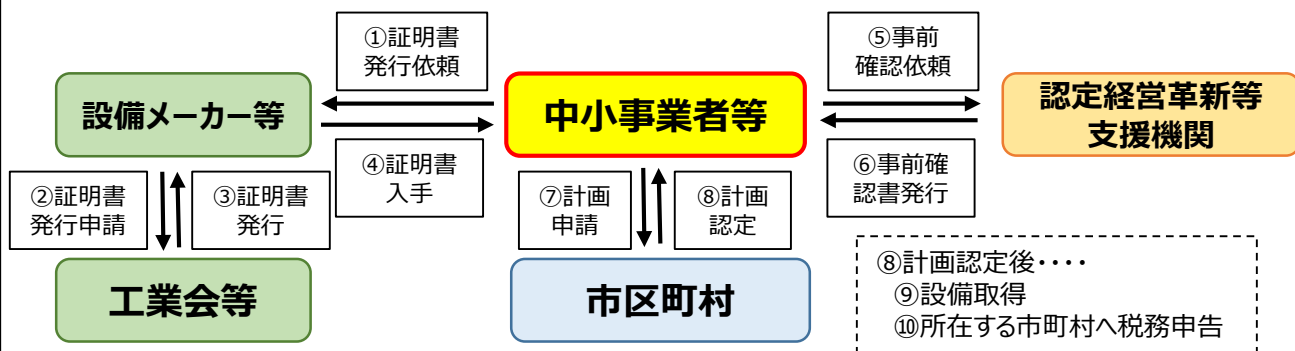 ①証明書
発行依頼
⑤事前
確認依頼
設備メーカー等
中小事業者等
認定経営革新等
支援機関
②証明書
発行申請
③証明書
発行
④証明書
入手
⑦計画
申請
⑧計画
認定
⑥事前確
認書発行
工業会等
市区町村
⑧計画認定後・・・・
⑨設備取得
⑩所在する市町村へ税務申告